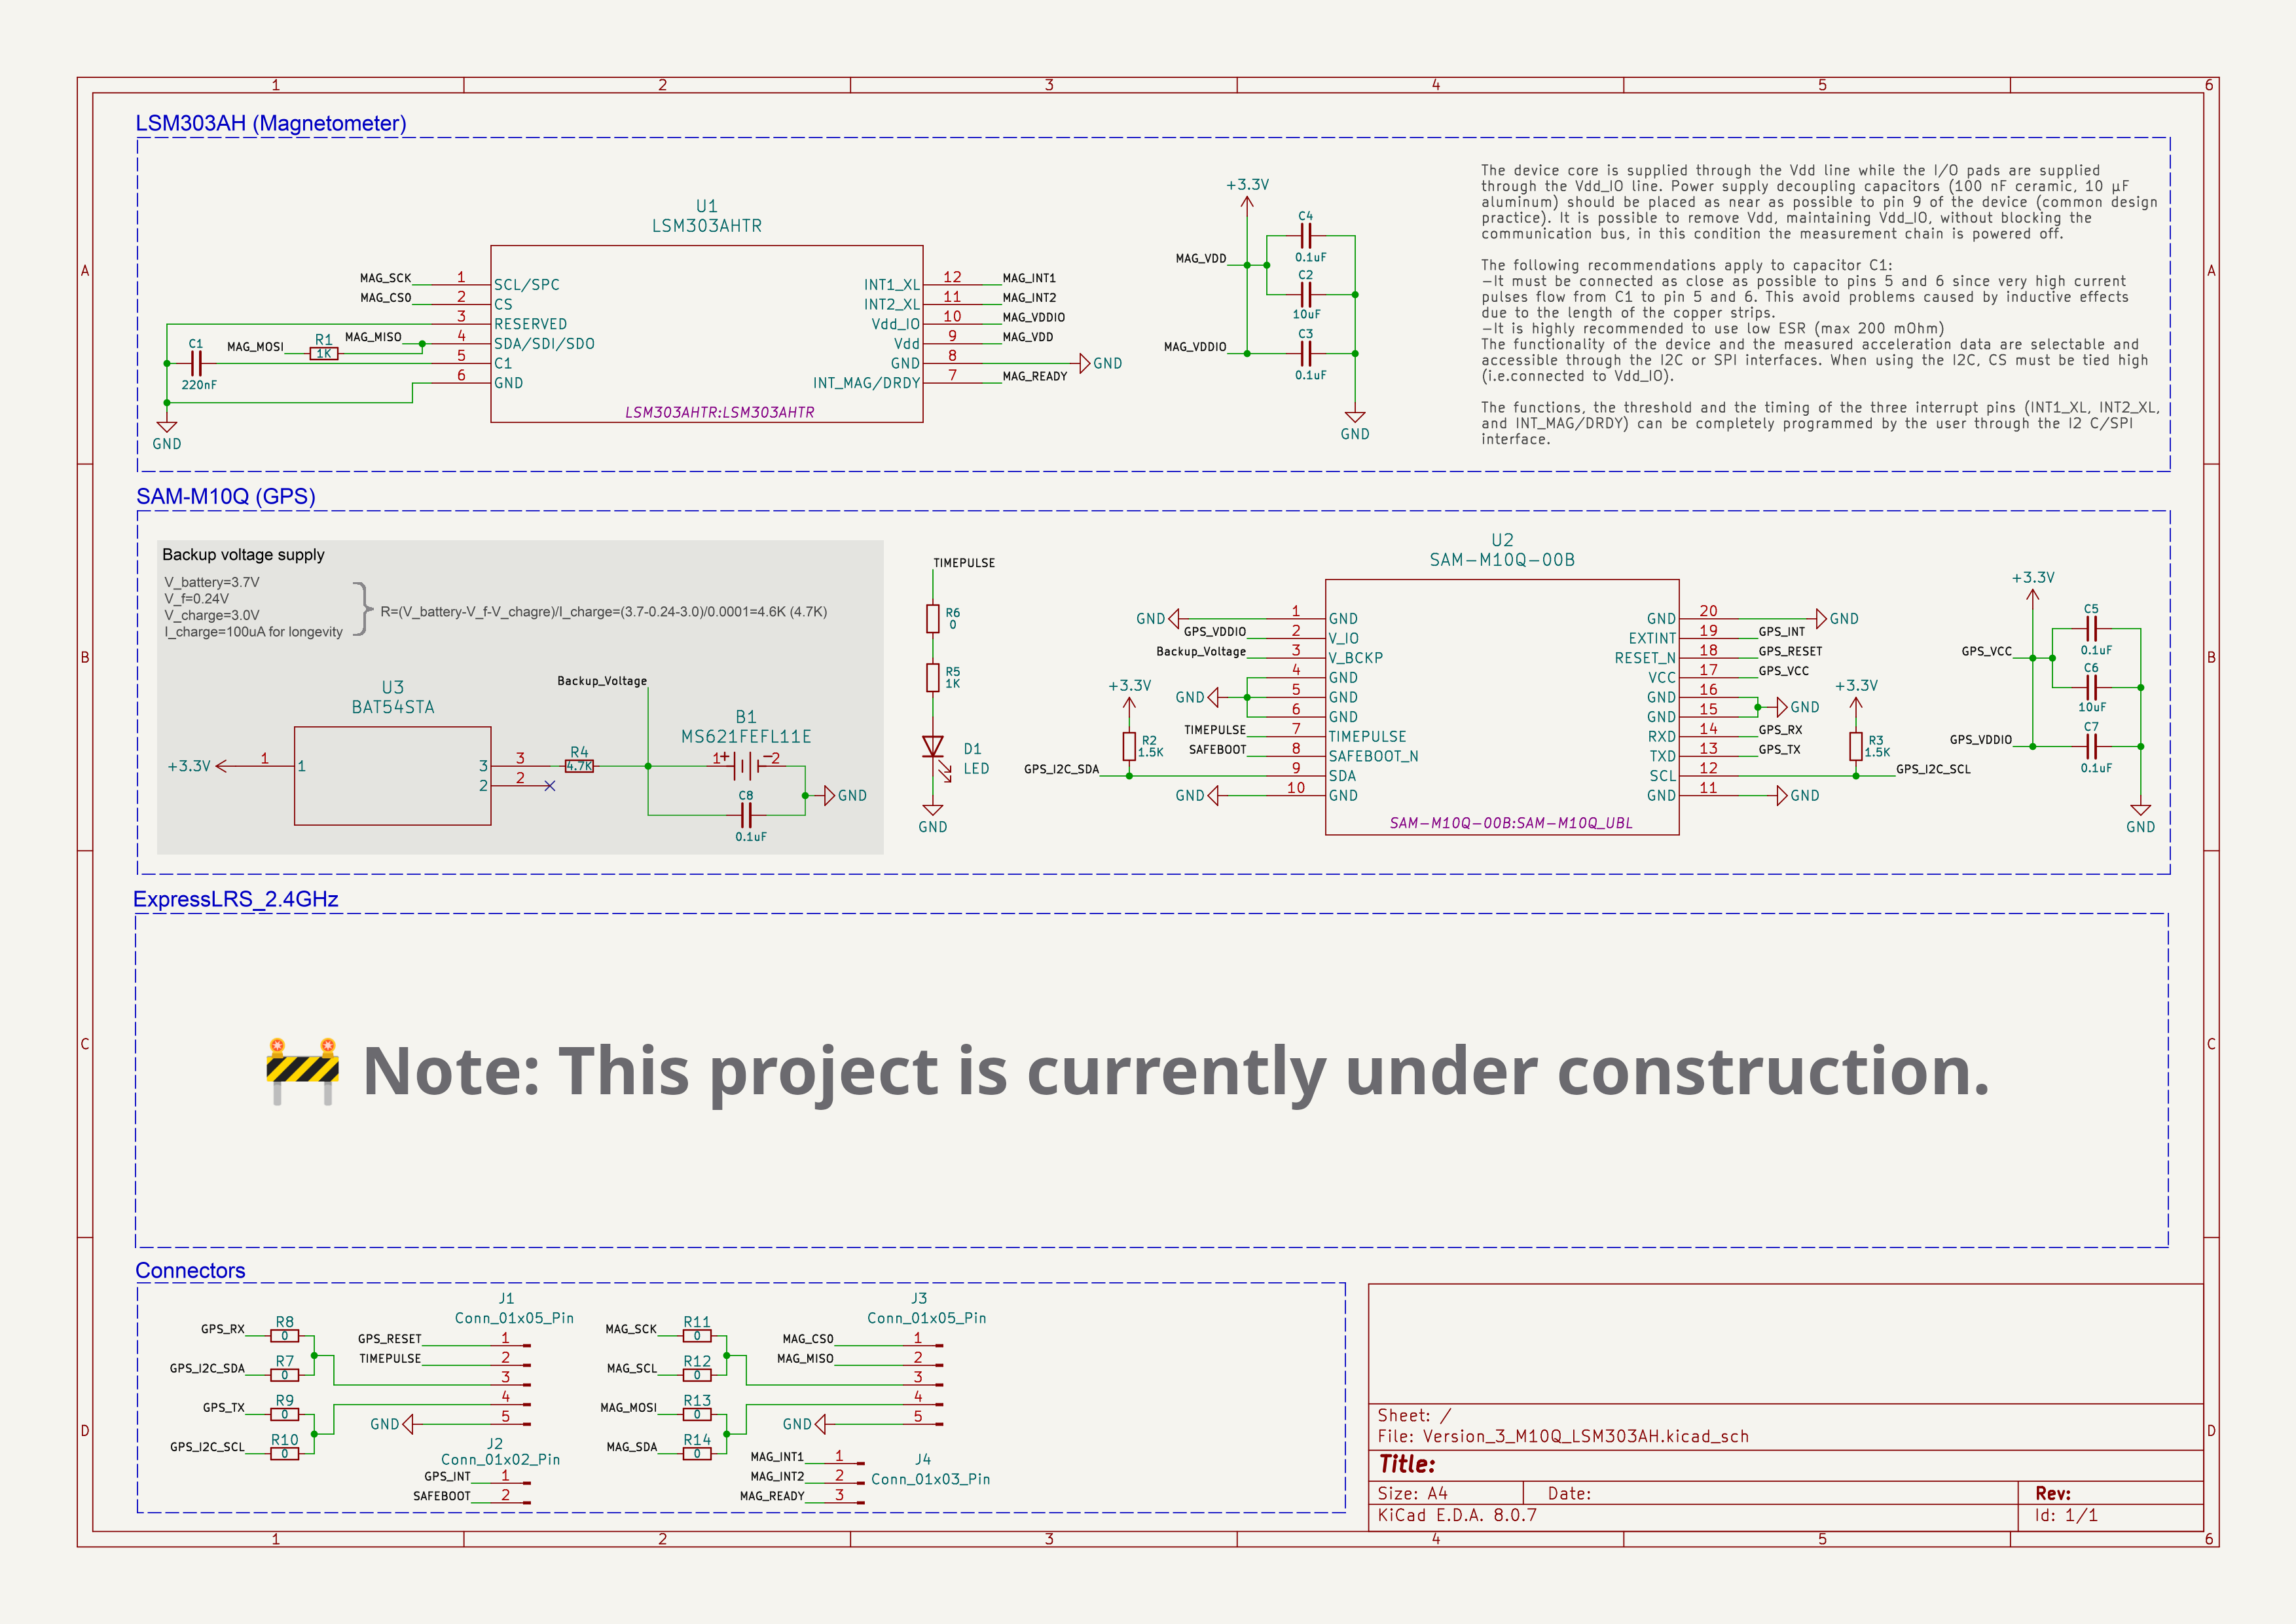 1 2 3 4 5 6
LSM303AH (Magnetometer)
U1
LSM303AHTR
MAG_SCK 1 SCL/SPC
MAG_CS0 2 CS
3 RESERVED
MAG_MISO 4 SDA/SDI/SDO
5 C1
6 GND
C1
220nF
MAG_MOSI
R1
1K
GND
INT1_XL 12 MAG_INT1
INT2_XL 11 MAG_INT2
Vdd_IO 10 MAG_VDDIO
Vdd 9 MAG_VDD
GND 8 GND
INT_MAG/DRDY 7 MAG_READY
LSM303AHTR:LSM303AHTR
+3.3V
MAG_VDD
MAG_VDDIO
C4
0.1uF
C2
10uF
C3
0.1uF
GND
The device core is supplied through the Vdd line while the I/O pads are supplied
through the Vdd_IO line. Power supply decoupling capacitors (100 nF ceramic, 10 μF
aluminum) should be placed as near as possible to pin 9 of the device (common design
practice). It is possible to remove Vdd, maintaining Vdd_IO, without blocking the
communication bus, in this condition the measurement chain is powered off.
The following recommendations apply to capacitor C1:
-It must be connected as close as possible to pins 5 and 6 since very high current
pulses flow from C1 to pin 5 and 6. This avoid problems caused by inductive effects
due to the length of the copper strips.
-It is highly recommended to use low ESR (max 200 mOhm)
The functionality of the device and the measured acceleration data are selectable and
accessible through the I2C or SPI interfaces. When using the I2C, CS must be tied high
(i.e.connected to Vdd_IO).
The functions, the threshold and the timing of the three interrupt pins (INT1_XL, INT2_XL,
and INT_MAG/DRDY) can be completely programmed by the user through the I2 C/SPI
interface.
A A
SAM-M10Q (GPS)
Backup voltage supply
V_battery=3.7V
V_f=0.24V
V_charge=3.0V
I_charge=100uA for longevity
R=(V_battery-V_f-V_chagre)/I_charge=(3.7-0.24-3.0)/0.0001=4.6K (4.7K)
U3
BAT54STA
+3.3V 1 1
3 3
2 2
R4
4.7K
Backup_Voltage
B1
MS621FEFL11E
1 + - 2
C8
0.1uF
GND
TIMEPULSE
R6
0
R5
1K
D1
LED
GND
U2
SAM-M10Q-00B
GND 1 GND
GPS_VDDIO 2 V_IO
Backup_Voltage 3 V_BCKP
4 GND
GND 5 GND
6 GND
TIMEPULSE 7 TIMEPULSE
SAFEBOOT 8 SAFEBOOT_N
GPS_I2C_SDA 9 SDA
GND 10 GND
+3.3V
R2
1.5K
GND 20 GND
EXTINT 19 GPS_INT
RESET_N 18 GPS_RESET
VCC 17 GPS_VCC
GND 16
GND 15 GND
RXD 14 GPS_RX
TXD 13 GPS_TX
SCL 12 GPS_I2C_SCL
GND 11 GND
SAM-M10Q-00B:SAM-M10Q_UBL
+3.3V
R3
1.5K
+3.3V
GPS_VCC
GPS_VDDIO
C5
0.1uF
C6
10uF
C7
0.1uF
GND
B B
ExpressLRS_2.4GHz
Note: This project is currently under construction.
C C
Connectors
GPS_RX R8 0
GPS_I2C_SDA R7 0
GPS_TX R9 0
GPS_I2C_SCL R10 0
J1
Conn_01x05_Pin
GPS_RESET 1
TIMEPULSE 2
3
4
GND 5
J2
Conn_01x02_Pin
GPS_INT 1
SAFEBOOT 2
MAG_SCK R11 0
MAG_SCL R12 0
MAG_MOSI R13 0
MAG_SDA R14 0
J3
Conn_01x05_Pin
MAG_CS0 1
MAG_MISO 2
3
4
GND 5
MAG_INT1 1
MAG_INT2 2
MAG_READY 3
J4
Conn_01x03_Pin
D D
Sheet: /
File: Version_3_M10Q_LSM303AH.kicad_sch
Title:
Size: A4 Date: Rev:
KiCad E.D.A. 8.0.7 Id: 1/1
1 2 3 4 5 6